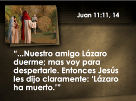 Juan 11:11, 14
“...Nuestro amigo Lázaro
duerme; mas voy para
despertarle. Entonces Jesús
les dijo claramente: ‘Lázaro
ha muerto.’”